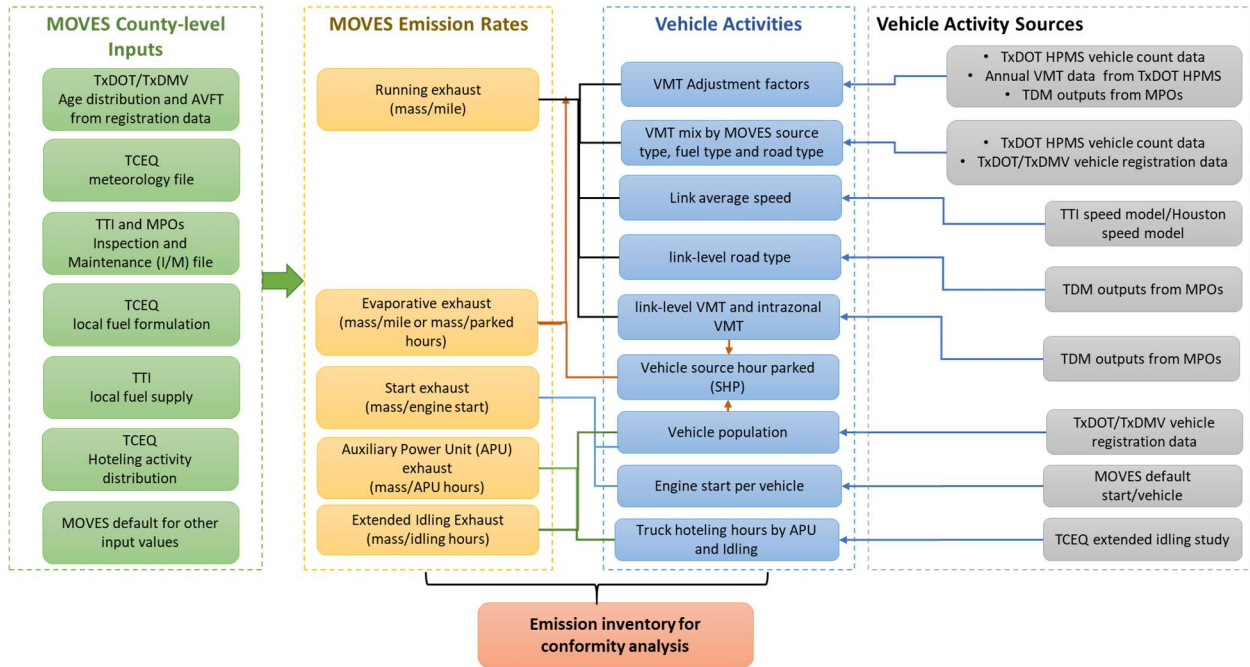 MOVES County-level
Inputs
TxDOT/TxDMV
Age distribution and AVFT
from registration data
TCEQ
meteorology file
TTI and MPOs
Inspection and
Maintenance (I/M) file
TCEQ
local fuel formulation
TTI
local fuel supply
TCEQ
Hoteling activity
distribution
MOVES default for other
input values
MOVES Emission Rates
Running exhaust
(mass/mile)
Evaporative exhaust
(mass/mile or mass/parked
hours)
Start exhaust
(mass/engine start)
Auxiliary Power Unit (APU)
exhaust
(mass/APU hours)
Extended Idling Exhaust
(mass/idling hours)
Vehicle Activities
VMT Adjustment factors
VMT mix by MOVES source
type, fuel type and road type
Link average speed
link-level road type
link-level VMT and intrazonal
VMT
Vehicle source hour parked
(SHP)
Vehicle population
Engine start per vehicle
Truck hoteling hours by APU
and Idling
Vehicle Activity Sources
• TxDOT HPMS vehicle count data
• Annual VMT data from TxDOT HPMS
• TDM outputs from MPOs
• TxDOT HPMS vehicle count data
• TxDOT/TxDMV vehicle registration data
TTI speed model/Houston
speed model
TDM outputs from MPOs
TDM outputs from MPOs
TxDOT/TxDMV vehicle
registration data
MOVES default
start/vehicle
TCEQ extended idling study
Emission inventory for
conformity analysis